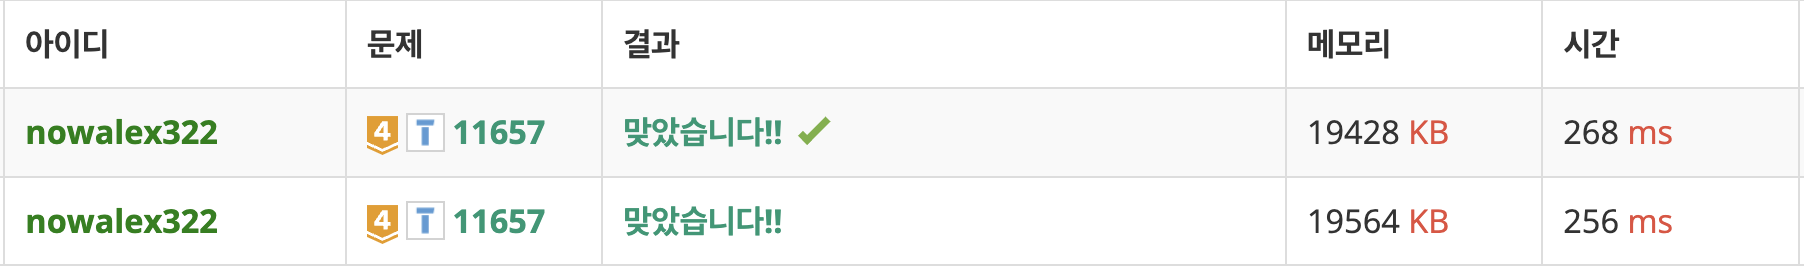 아이디 문제 결과 메모리 시간
nowalex322 4 T 11657 맞았습니다!! 19428 KB 268 ms
nowalex322 4 T 11657 맞았습니다!! 19564 KB 256 ms